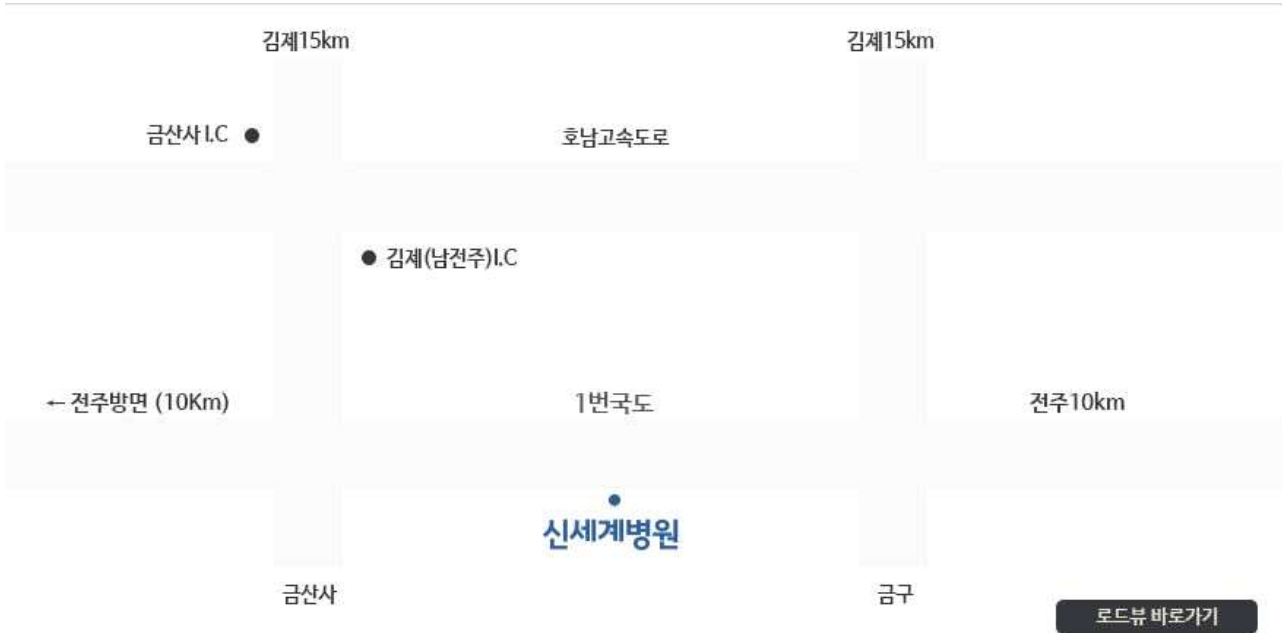 김제15km
김제15km
금산사 I.C
호남고속도로
김제(남전주)I.C
← 전주방면 (10Km)
1번국도
전주10km
신세계병원
금산사
금구
로드뷰 바로가기